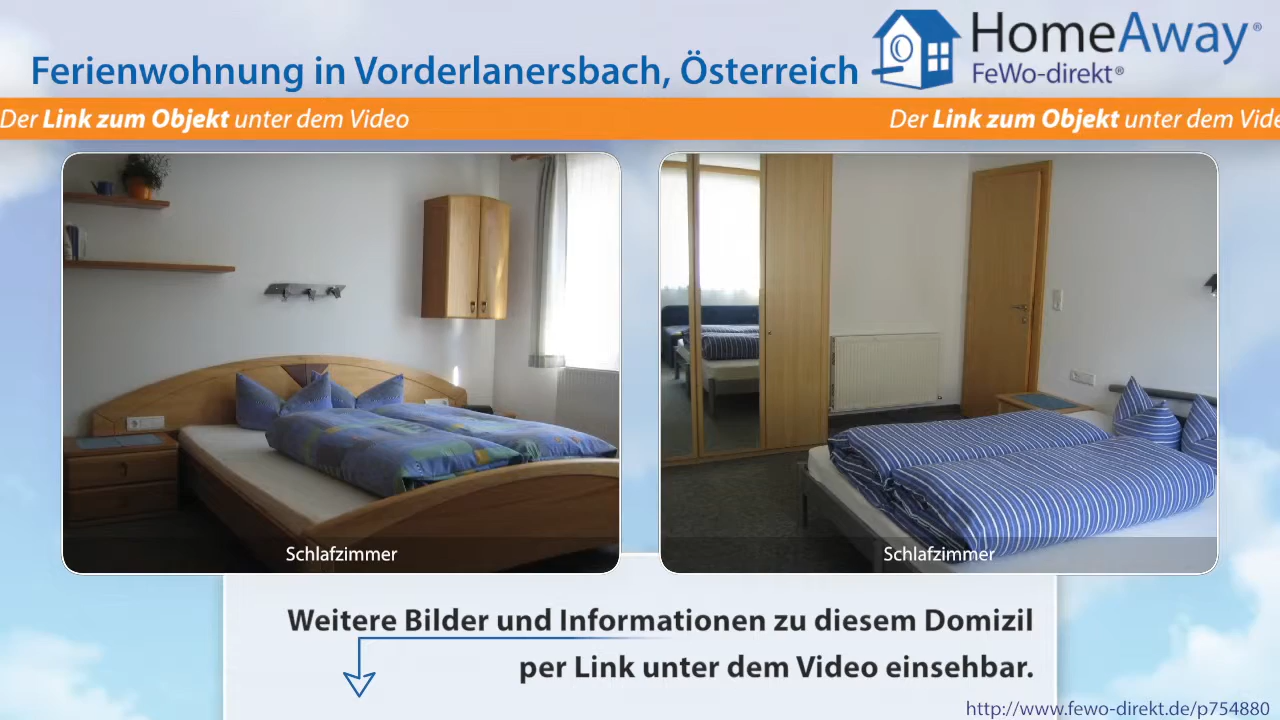 Ferienwohnung in Vorderlanersbach, Österreich
HomeAway®
FeWo-direkt®
Der Link zum Objekt unter dem Video
Der Link zum Objekt unter dem Vide
Schlafzimmer
Schlafzimmer
Weitere Bilder und Informationen zu diesem Domizil
per Link unter dem Video einsehbar.
http://www.fewo-direkt.de/p754880